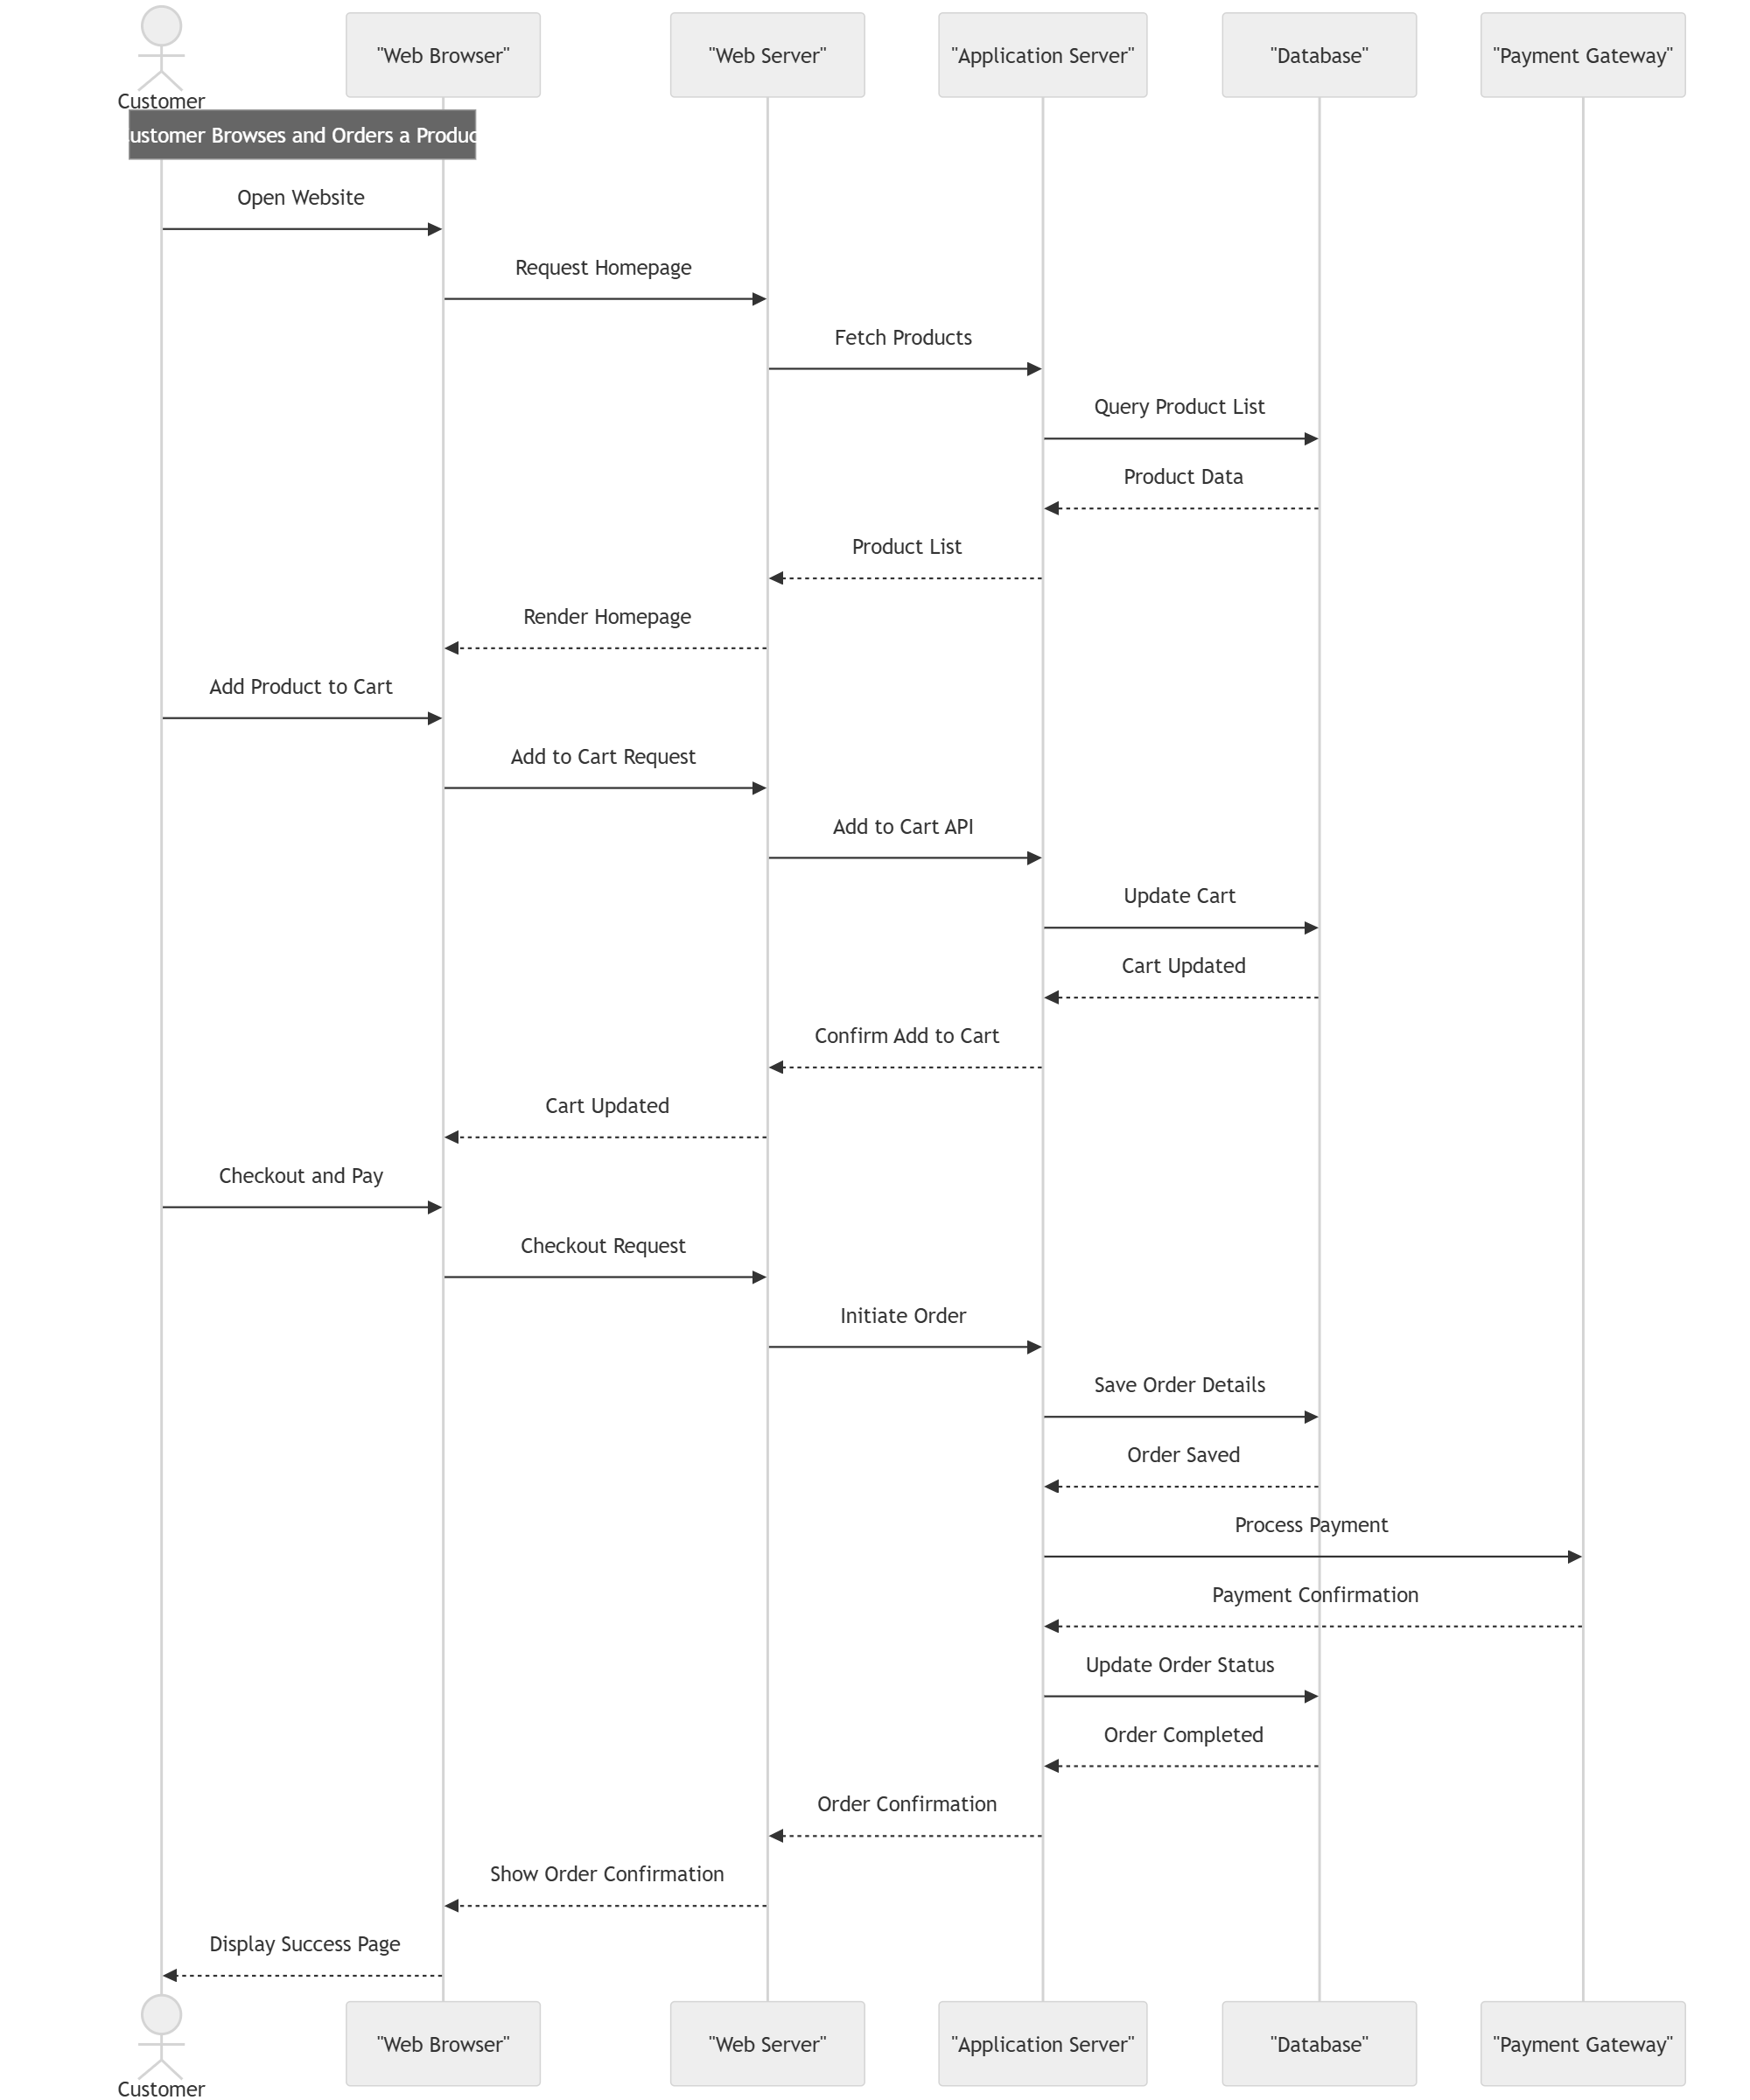 "Web Browser"
"Web Server"
"Application Server"
"Database"
"Payment Gateway"
Customer
ustomer Browses and Orders a Produc
Open Website
Request Homepage
Fetch Products
Query Product List
Product Data
Product List
Render Homepage
Add Product to Cart
Add to Cart Request
Add to Cart API
Update Cart
Cart Updated
Confirm Add to Cart
Cart Updated
Checkout and Pay
Checkout Request
Initiate Order
Save Order Details
Order Saved
Process Payment
Payment Confirmation
Update Order Status
Order Completed
Order Confirmation
Show Order Confirmation
Display Success Page
"Web Browser"
"Web Server"
"Application Server"
"Database"
"Payment Gateway"
Customer